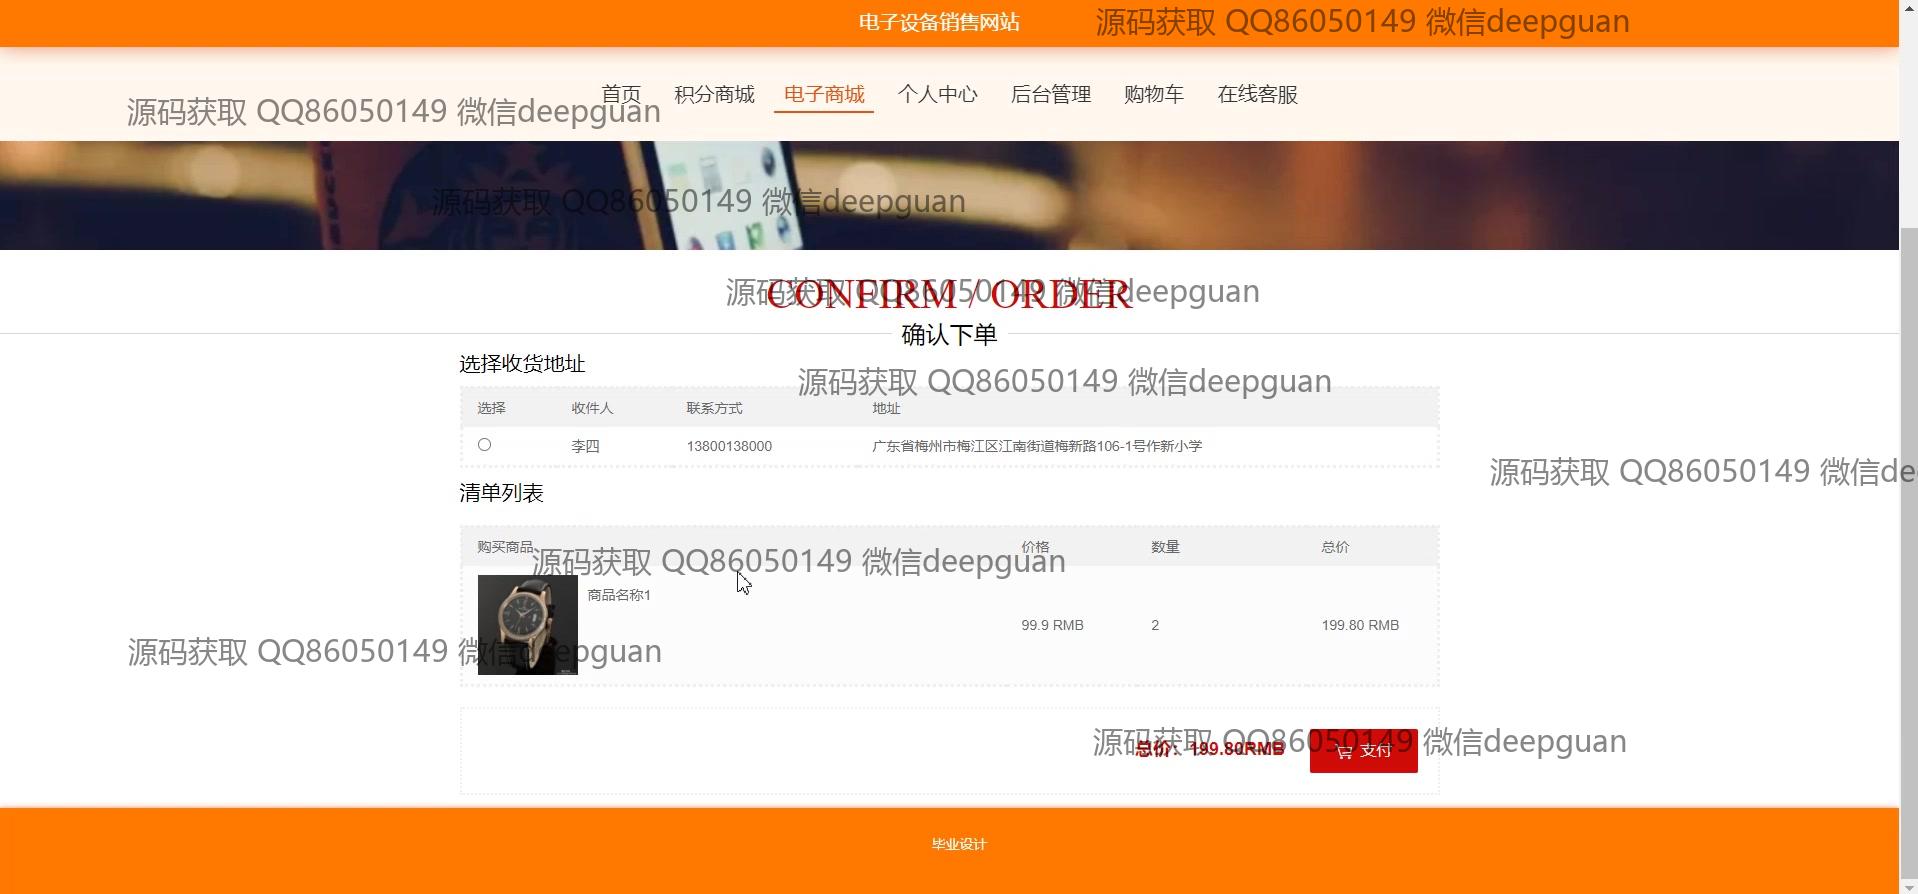 电子设备销售网站
源码获取 QQ86050149 微信deepguan
首页 积分商城 电子商城 个人中心 后台管理 购物车 在线客服
源码获取 QQ86050149 微信deepguan
源码获取 QQ86050149 微信deepguan
源码获取 QQ86050149 微信deepguan
CONFIRM / ORDER
确认下单
选择收货地址
源码获取 QQ86050149 微信deepguan
选择 收件人 联系方式 地址
李四 13800138000 广东省梅州市梅江区江南街道梅新路106-1号作新小学
源码获取 QQ86050149 微信de
清单列表
购买商品 价格 数量 总价
源码获取 QQ86050149 微信deepguan
商品名称1
99.9 RMB 2 199.80 RMB
源码获取 QQ86050149 微信deepguan
总价：199.80RMB 支付
源码获取 QQ86050149 微信deepguan
毕业设计